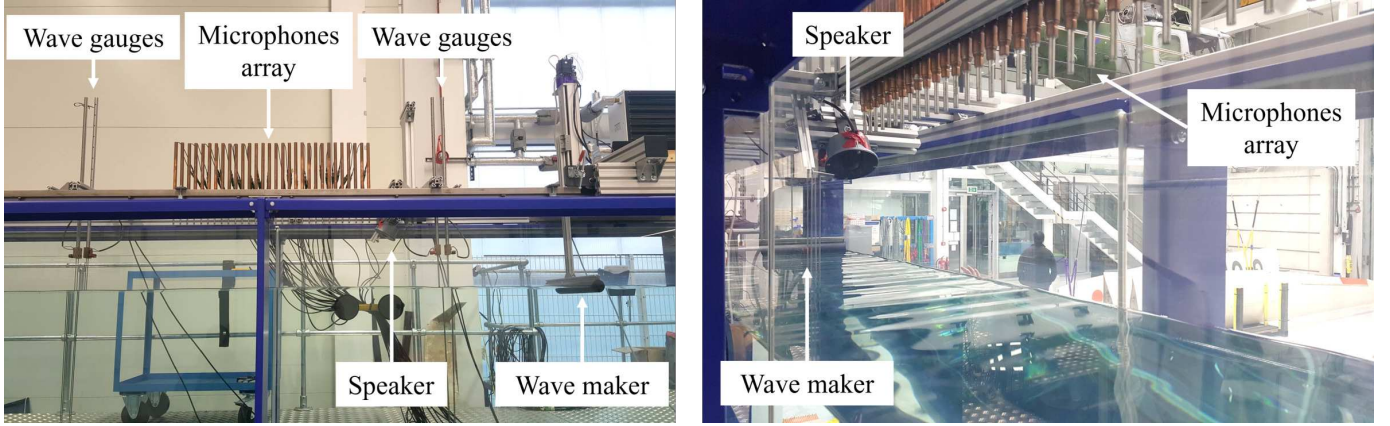 Wave gauges
Microphones
array
Wave gauges
Speaker
Wave maker
Speaker
Microphones
array
Wave maker